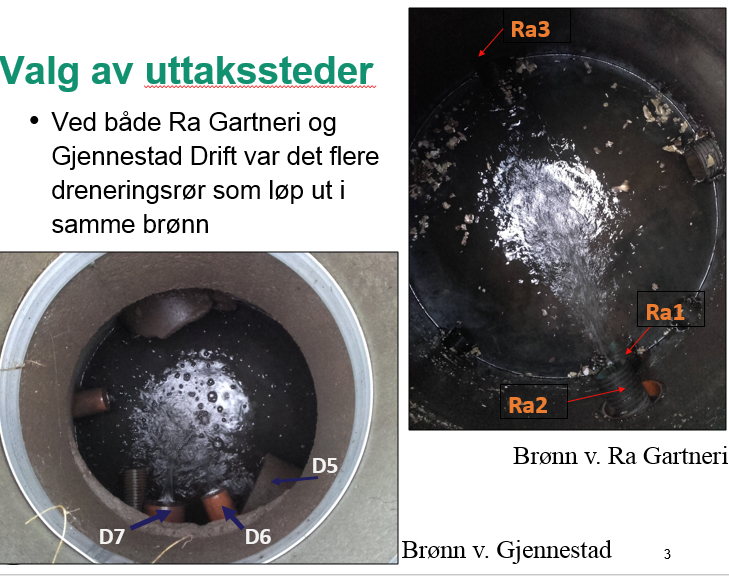 Valg av uttakssteder
• Ved både Ra Gartneri og
Gjennestad Drift var det flere
dreneringsrør som løp ut i
samme brønn
Ra3
Ra1
Ra2
Brønn v. Ra Gartneri
D5
D7
D6
Brønn v. Gjennestad
3